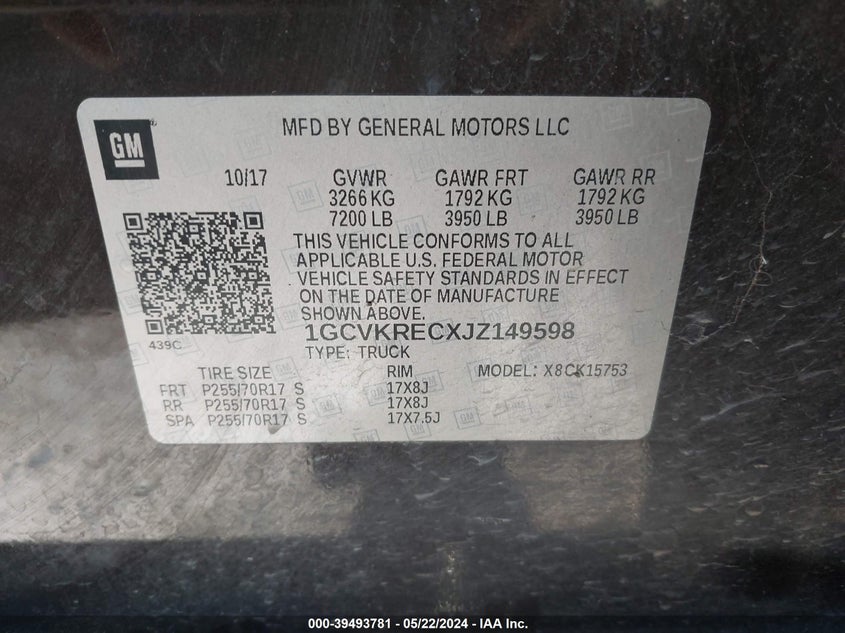 GM
MFD BY GENERAL MOTORS LLC
10/17 GVWR GAWR FRT GAWR RR
3266 KG 1792 KG 1792 KG
7200 LB 3950 LB 3950 LB
THIS VEHICLE CONFORMS TO ALL
APPLICABLE U.S. FEDERAL MOTOR
VEHICLE SAFETY STANDARDS IN EFFECT
ON THE DATE OF MANUFACTURE
SHOWN ABOVE.
439C
1GCVKRECXJZ149598
TYPE: TRUCK
TIRE SIZE RIM MODEL: X8CK15753
FRT P255/70R17 S 17X8J
RR P255/70R17 S 17X8J
SPA P255/70R17 S 17X7.5J
000-39493781 - 05/22/2024 - IAA Inc.